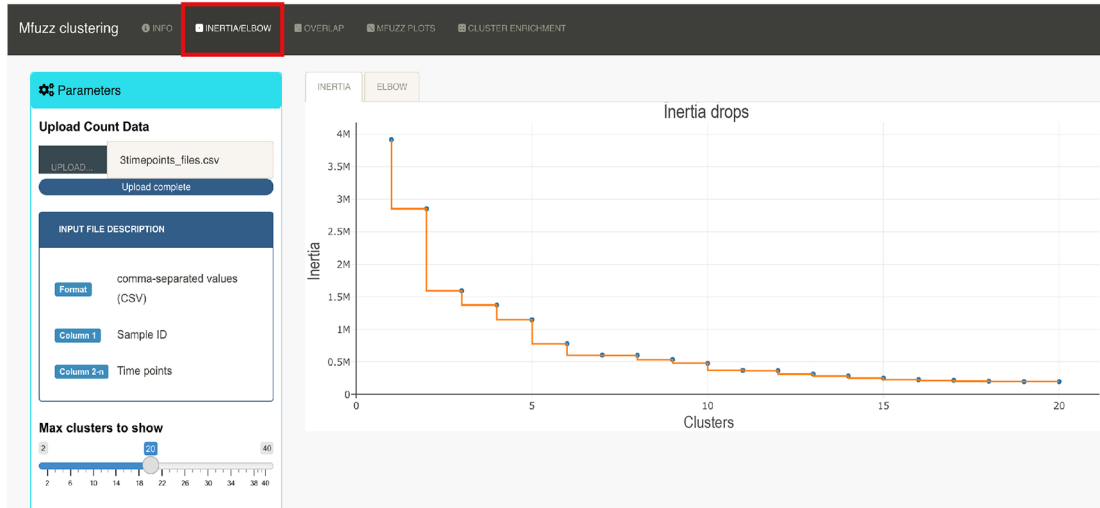 Mfuzz clustering INFO INERTIA/ELBOW OVERLAP MFUZZ PLOTS CLUSTER ENRICHMENT
Parameters
Upload Count Data
UPLOAD... 3timepoints_files.csv
Upload complete
INPUT FILE DESCRIPTION
Format comma-separated values
(CSV)
Column 1 Sample ID
Column 2-n Time points
Max clusters to show
2 20 40
2 6 10 14 18 22 26 30 34 38 40
INERTIA ELBOW
Inertia drops
4M
3.5M
3M
2.5M
2M
1.5M
1M
0.5M
0
Inertia
0 5 10 15 20
Clusters